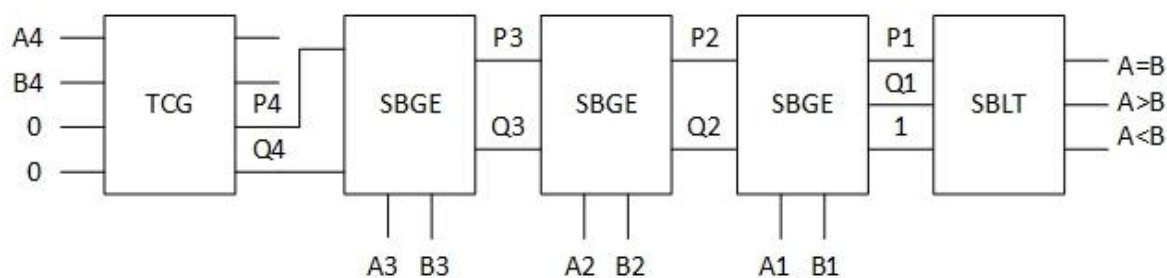 A4
B4
0
0
TCG
P4
Q4
SBGE
A3 B3
P3
Q3
SBGE
A2 B2
P2
Q2
SBGE
A1 B1
P1
Q1
1
SBLT
A=B
A>B
A<B